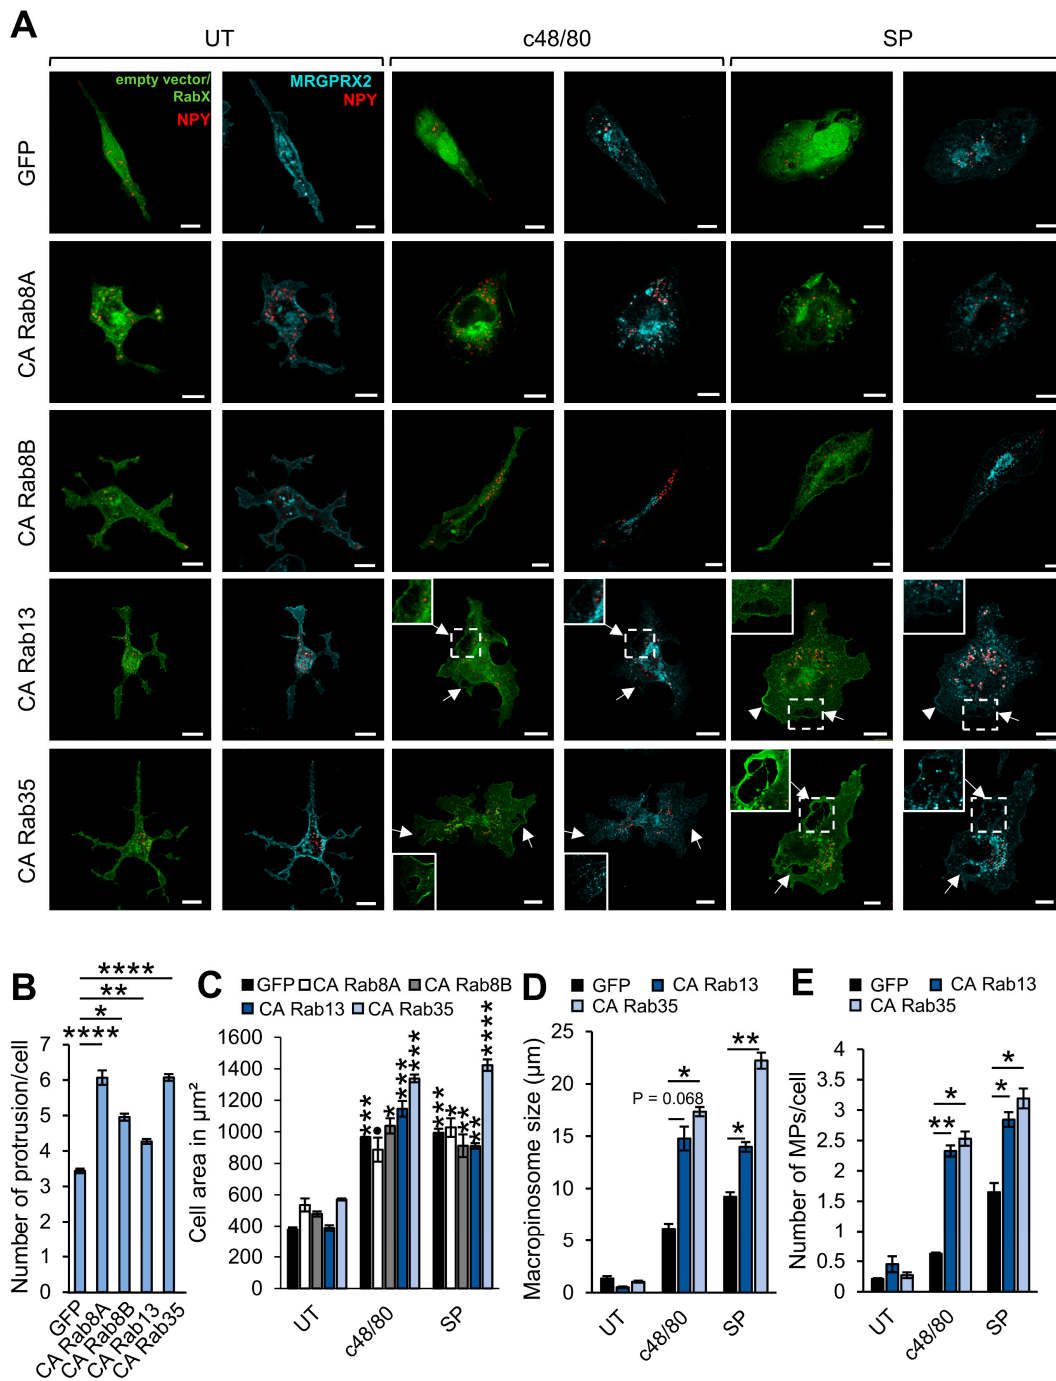 A
UT c48/80 SP
empty vector/
RabX
NPY
MRGPRX2
NPY
GFP
CA Rab8A
CA Rab8B
CA Rab13
CA Rab35
B
****
**
*
****
Number of protrusion/cell
7
6
5
4
3
2
1
0
GFP
CA Rab8A
CA Rab8B
CA Rab13
CA Rab35
C
GFP CA Rab8A CA Rab8B
CA Rab13 CA Rab35
Cell area in µm²
1600
1400
1200
1000
800
600
400
200
0
*** • * *** ***
*** * * ** ****
UT
c48/80
SP
D
GFP CA Rab13
CA Rab35
Macropinosome size (µm)
25
20
15
10
5
0
P = 0.068
*
**
*
UT
c48/80
SP
E
GFP CA Rab13
CA Rab35
Number of MPs/cell
4
3.5
3
2.5
2
1.5
1
0.5
0
*
**
*
*
UT
c48/80
SP